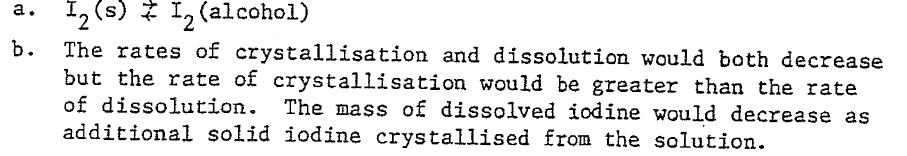 a. I₂(s) ⇄ I₂(alcohol)
b. The rates of crystallisation and dissolution would both decrease
but the rate of crystallisation would be greater than the rate
of dissolution. The mass of dissolved iodine would decrease as
additional solid iodine crystallised from the solution.